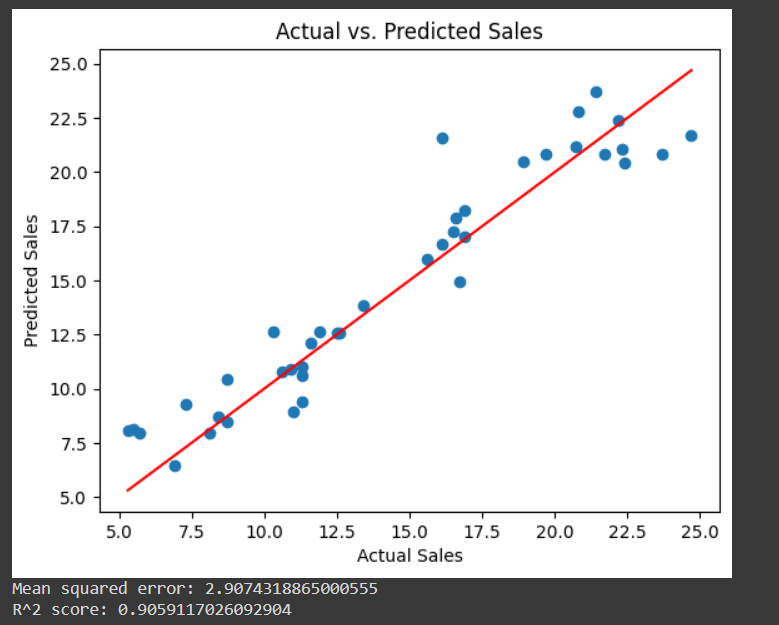 Actual vs. Predicted Sales
25.0
22.5
20.0
17.5
15.0
12.5
10.0
7.5
5.0
Predicted Sales
5.0 7.5 10.0 12.5 15.0 17.5 20.0 22.5 25.0
Actual Sales
Mean squared error: 2.9074318865000555
R^2 score: 0.9059117026092904